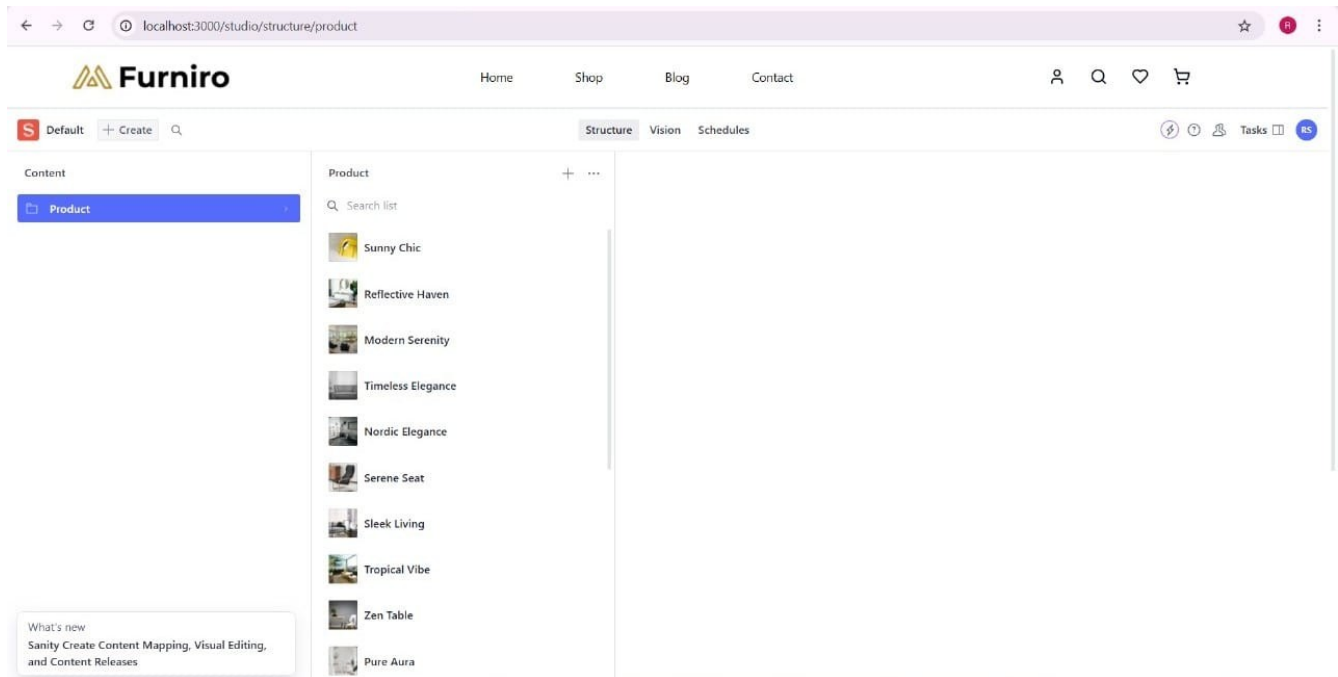 localhost:3000/studio/structure/product
R
Furniro
Home Shop Blog Contact
S Default + Create
Structure Vision Schedules
Tasks RS
Content
Product
Product
Search list
Sunny Chic
Reflective Haven
Modern Serenity
Timeless Elegance
Nordic Elegance
Serene Seat
Sleek Living
Tropical Vibe
Zen Table
Pure Aura
What's new
Sanity Create Content Mapping, Visual Editing,
and Content Releases